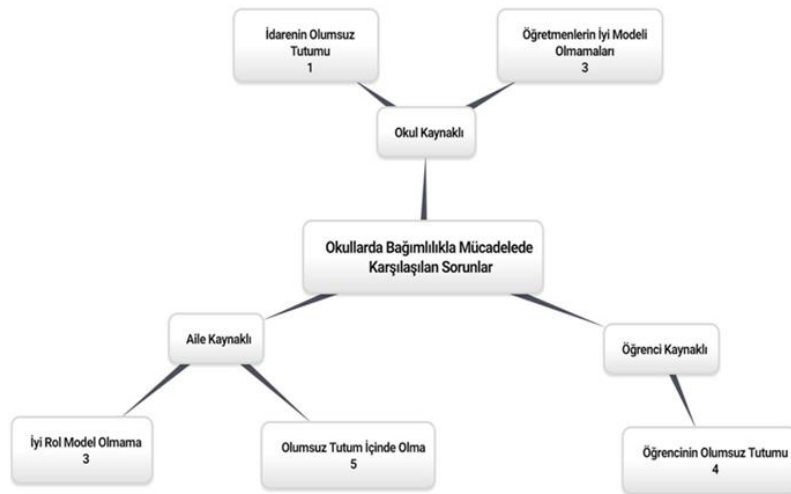 İdarenin Olumsuz
Tutumu
1
Öğretmenlerin İyi Modeli
Olmamaları
3
Okul Kaynaklı
Okullarda Bağımlılıkla Mücadelede
Karşılaşılan Sorunlar
Aile Kaynaklı
Öğrenci Kaynaklı
İyi Rol Model Olmama
3
Olumsuz Tutum İçinde Olma
5
Öğrencinin Olumsuz Tutumu
4